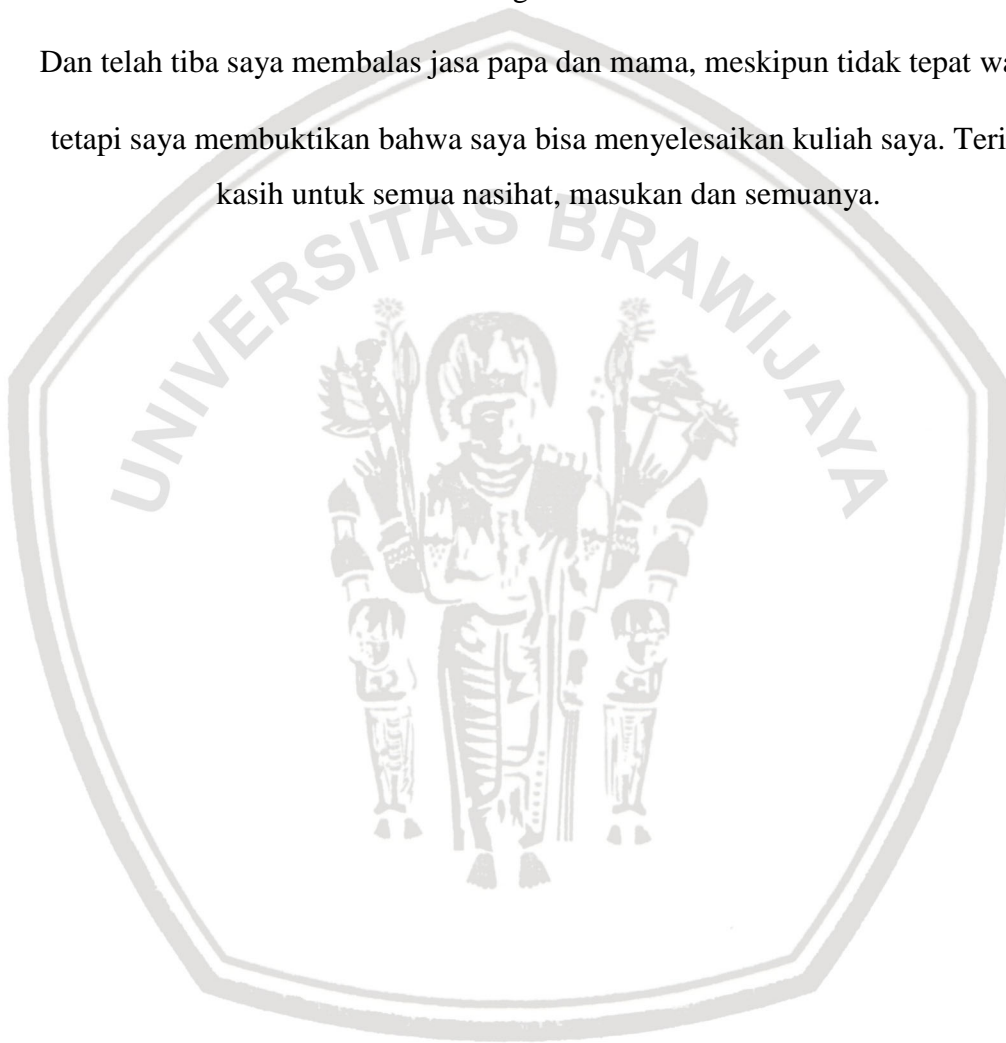 Dan telah tiba saya membalas jasa papa dan mama, meskipun tidak tepat
tetapi saya membuktikan bahwa saya bisa menyelesaikan kuliah saya.
kasih untuk semua nasihat, masukan dan semuanya.
UNIVERSITAS BRAWIJAYA